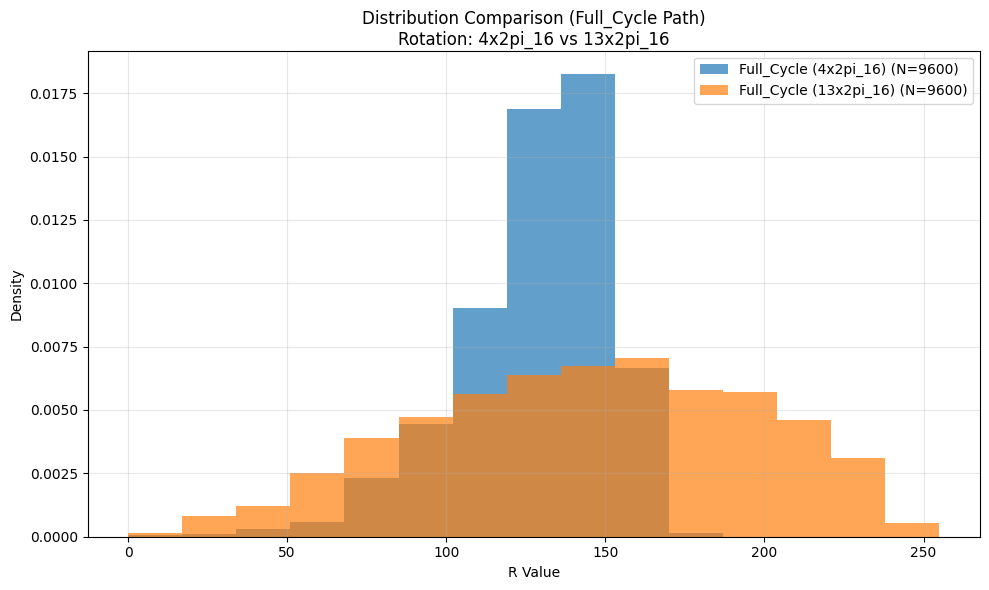 Distribution Comparison (Full_Cycle Path)
Rotation: 4x2pi_16 vs 13x2pi_16
Full_Cycle (4x2pi_16) (N=9600)
Full_Cycle (13x2pi_16) (N=9600)
Density
0.0175
0.0150
0.0125
0.0100
0.0075
0.0050
0.0025
0.0000
0
50
100
150
200
250
R Value